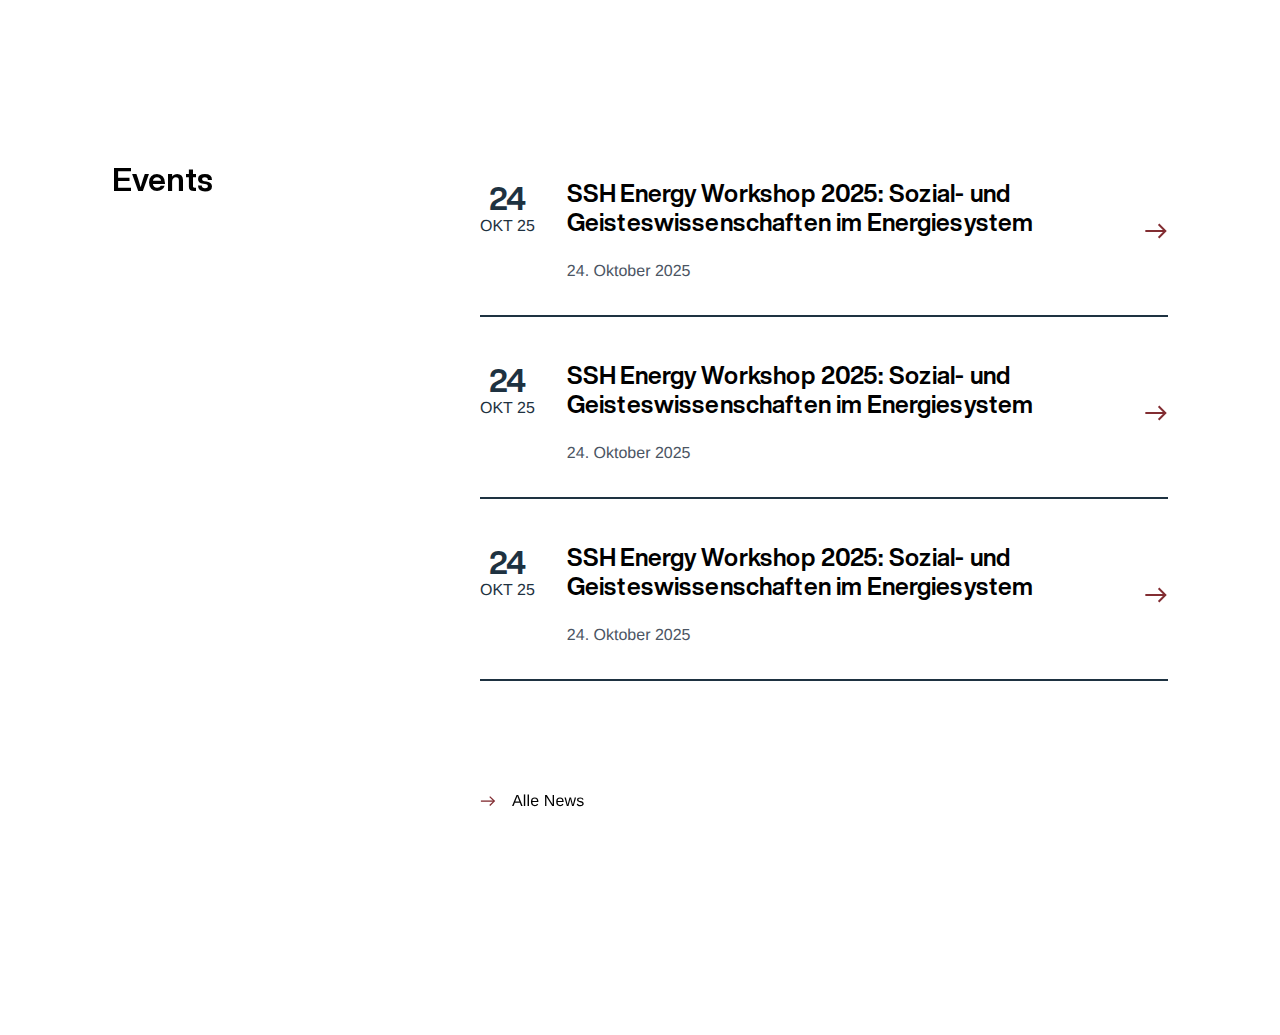 Events
24
OKT 25
SSH Energy Workshop 2025: Sozial- und
Geisteswissenschaften im Energiesystem
24. Oktober 2025
24
OKT 25
SSH Energy Workshop 2025: Sozial- und
Geisteswissenschaften im Energiesystem
24. Oktober 2025
24
OKT 25
SSH Energy Workshop 2025: Sozial- und
Geisteswissenschaften im Energiesystem
24. Oktober 2025
Alle News